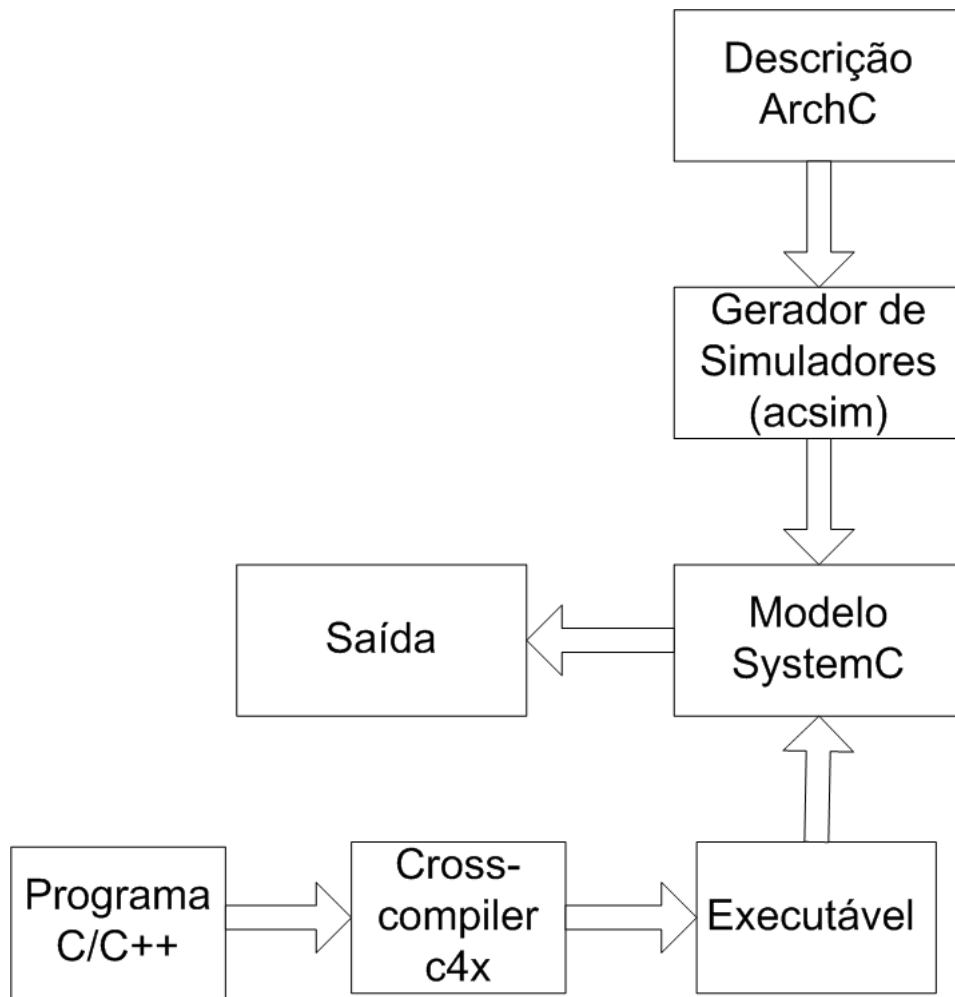 Descrição
ArchC
Gerador de
Simuladores
(acsim)
Saída
Modelo
SystemC
Programa
C/C++
Cross-
compiler
c4x
Executável